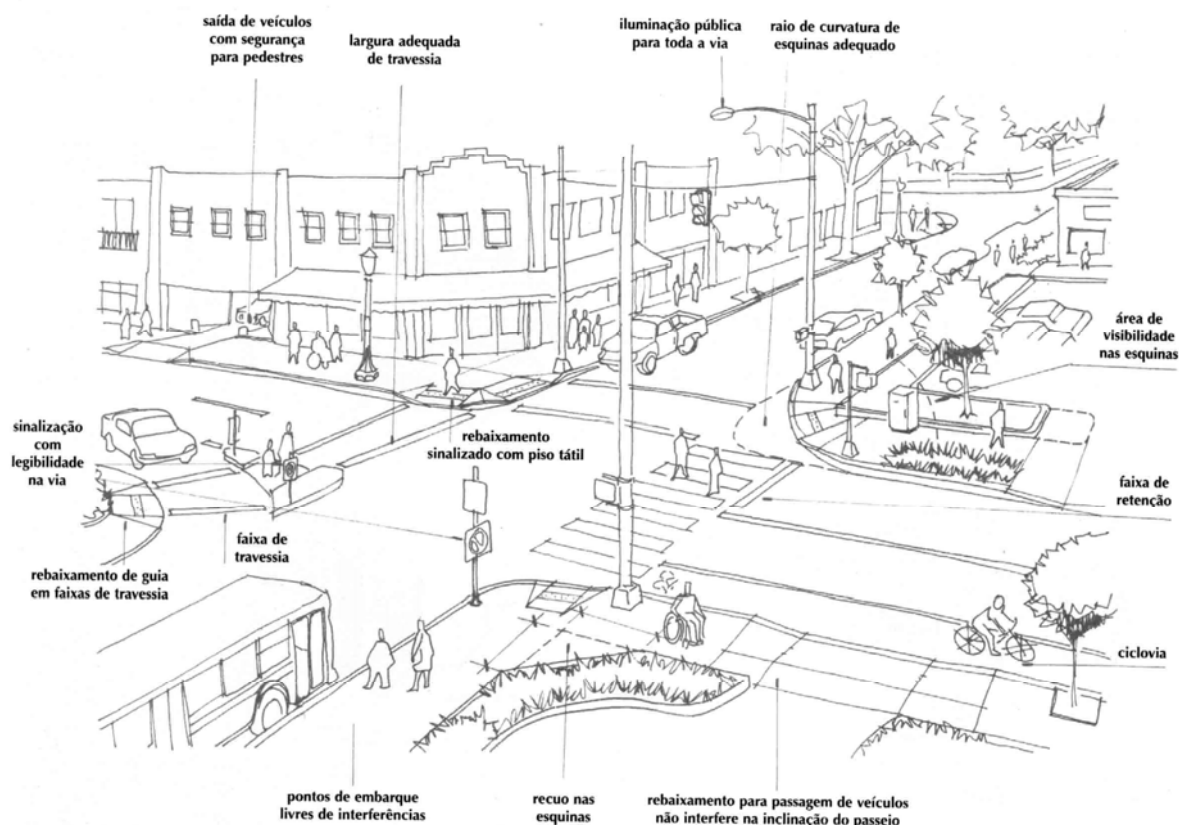 saída de veículos
com segurança
para pedestres
largura adequada
de travessia
iluminação pública
para toda a via
raio de curvatura de
esquinas adequado
área de
visibilidade
nas esquinas
sinalização
com
legibilidade
na via
rebaixamento
sinalizado com piso tátil
faixa de
retenção
faixa de
travessia
rebaixamento de guia
em faixas de travessia
ciclovia
pontos de embarque
livres de interferências
recuo nas
esquinas
rebaixamento para passagem de veículos
não interfere na inclinação do passeio